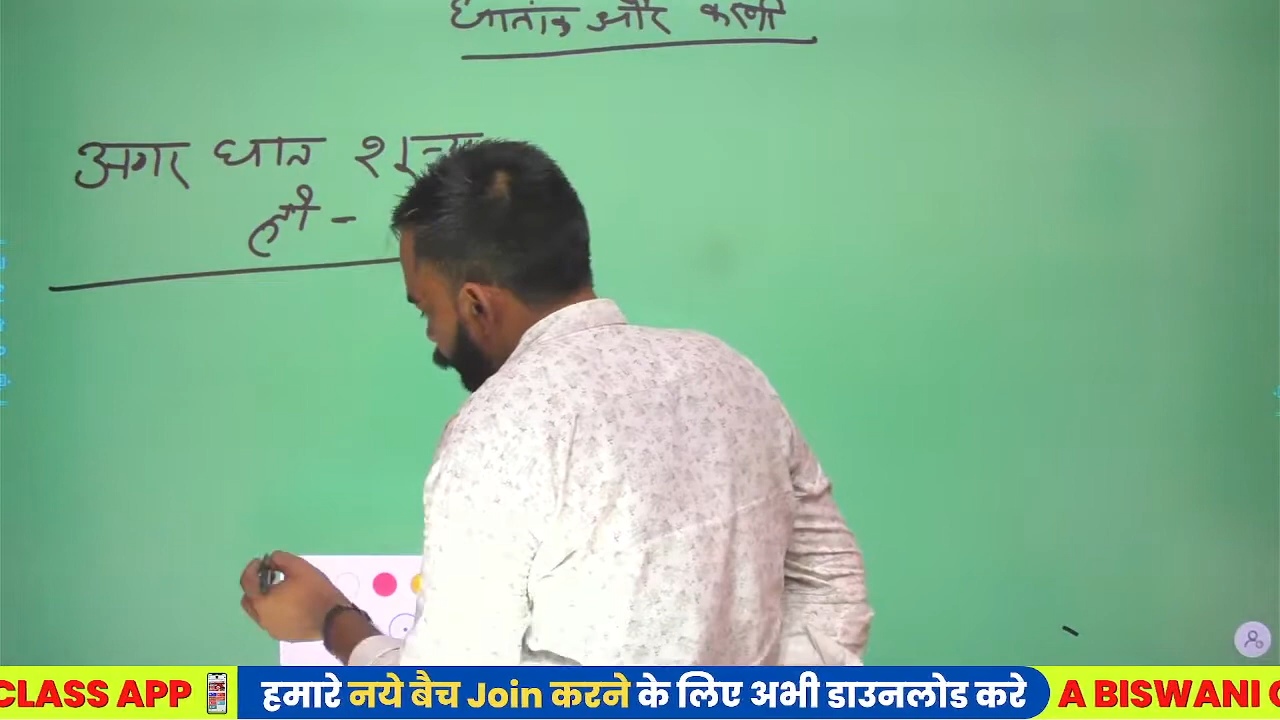 घातांक और करणी
अगर घात शून्य
हो -
CLASS APP हमारे नये बैच Join करने के लिए अभी डाउनलोड करे A BISWANI C